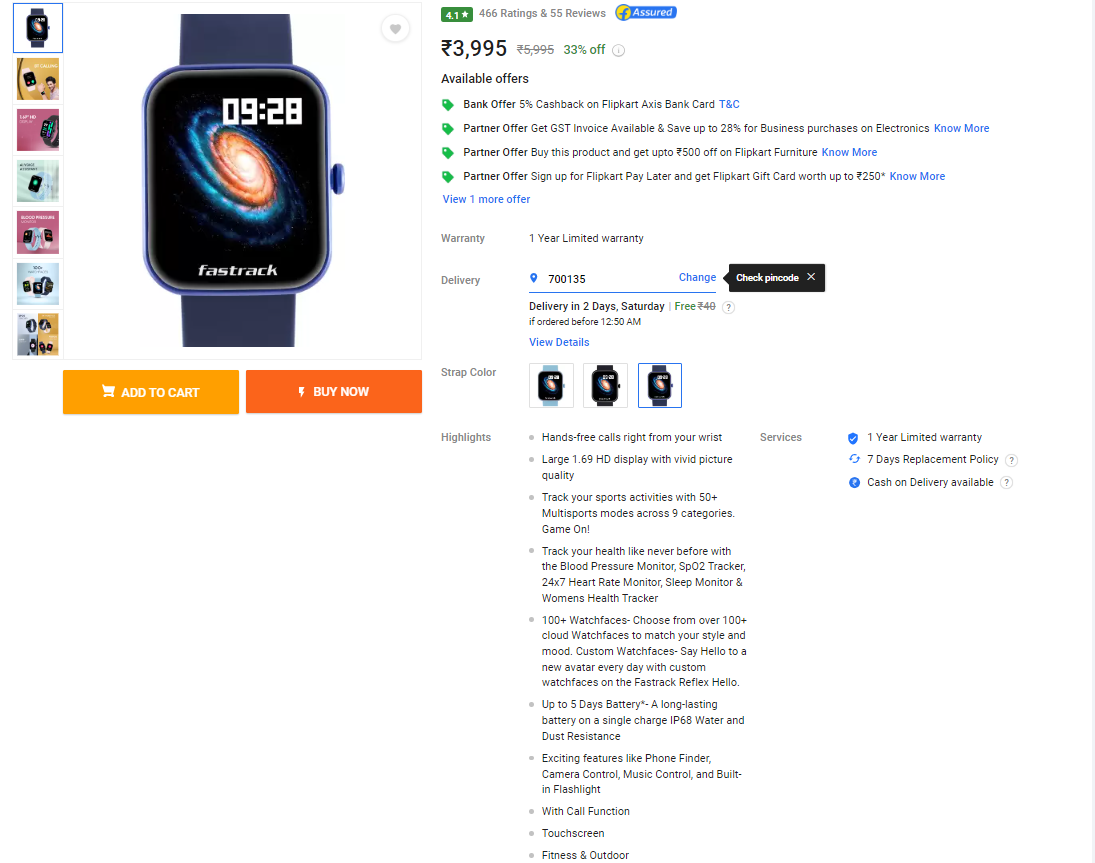 4.1★ 466 Ratings & 55 Reviews Assured
₹3,995 ₹5,995 33% off
Available offers
Bank Offer 5% Cashback on Flipkart Axis Bank Card T&C
Partner Offer Get GST Invoice Available & Save up to 28% for Business purchases on Electronics Know More
Partner Offer Buy this product and get upto ₹500 off on Flipkart Furniture Know More
Partner Offer Sign up for Flipkart Pay Later and get Flipkart Gift Card worth up to ₹250* Know More
View 1 more offer
BT CALLING
1.69" HD
BLOOD PRESSURE
100+
09:28
fastrack
ADD TO CART
BUY NOW
Warranty 1 Year Limited warranty
Delivery 700135 Change Check pincode ✕
Delivery in 2 Days, Saturday | Free ₹40 ?
if ordered before 12:50 AM
View Details
Strap Color
Highlights
Hands-free calls right from your wrist
Large 1.69 HD display with vivid picture
quality
Track your sports activities with 50+
Multisports modes across 9 categories.
Game On!
Track your health like never before with
the Blood Pressure Monitor, SpO2 Tracker,
24x7 Heart Rate Monitor, Sleep Monitor &
Womens Health Tracker
100+ Watchfaces- Choose from over 100+
cloud Watchfaces to match your style and
mood. Custom Watchfaces- Say Hello to a
new avatar every day with custom
watchfaces on the Fastrack Reflex Hello.
Up to 5 Days Battery*- A long-lasting
battery on a single charge IP68 Water and
Dust Resistance
Exciting features like Phone Finder,
Camera Control, Music Control, and Built-
in Flashlight
With Call Function
Touchscreen
Fitness & Outdoor
Services
1 Year Limited warranty
7 Days Replacement Policy ?
Cash on Delivery available ?